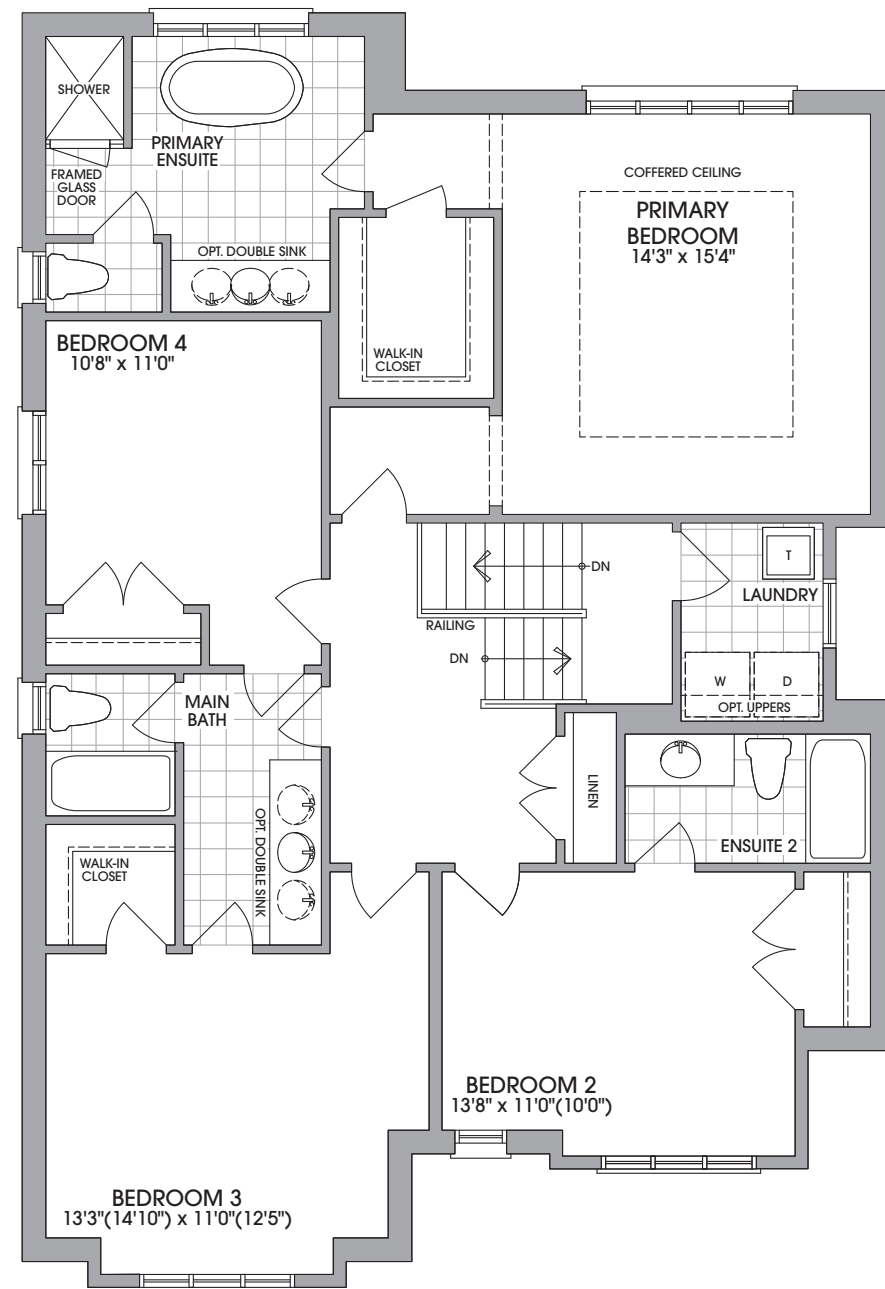 SHOWER
PRIMARY
ENSUITE
FRAMED
GLASS
DOOR
OPT. DOUBLE SINK
COFFERED CEILING
PRIMARY
BEDROOM
14'3" x 15'4"
WALK-IN
CLOSET
BEDROOM 4
10'8" x 11'0"
DN
RAILING
DN
T
LAUNDRY
W
D
OPT. UPPERS
MAIN
BATH
OPT. DOUBLE SINK
LINEN
ENSUITE 2
WALK-IN
CLOSET
BEDROOM 2
13'8" x 11'0"(10'0")
BEDROOM 3
13'3"(14'10") x 11'0"(12'5")